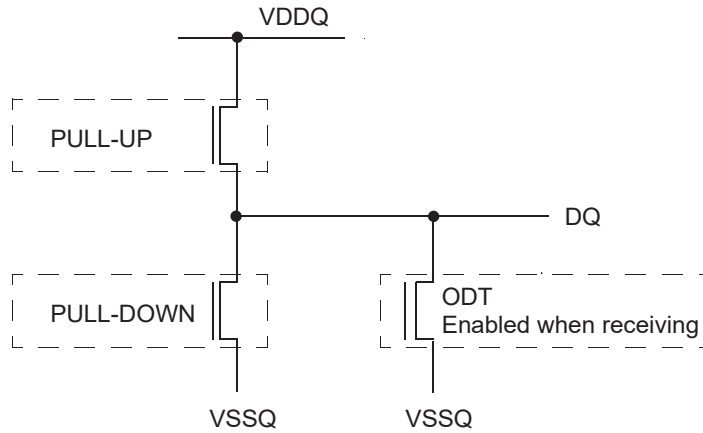 VDDQ
PULL-UP
DQ
PULL-DOWN
ODT
Enabled when receiving
VSSQ
VSSQ